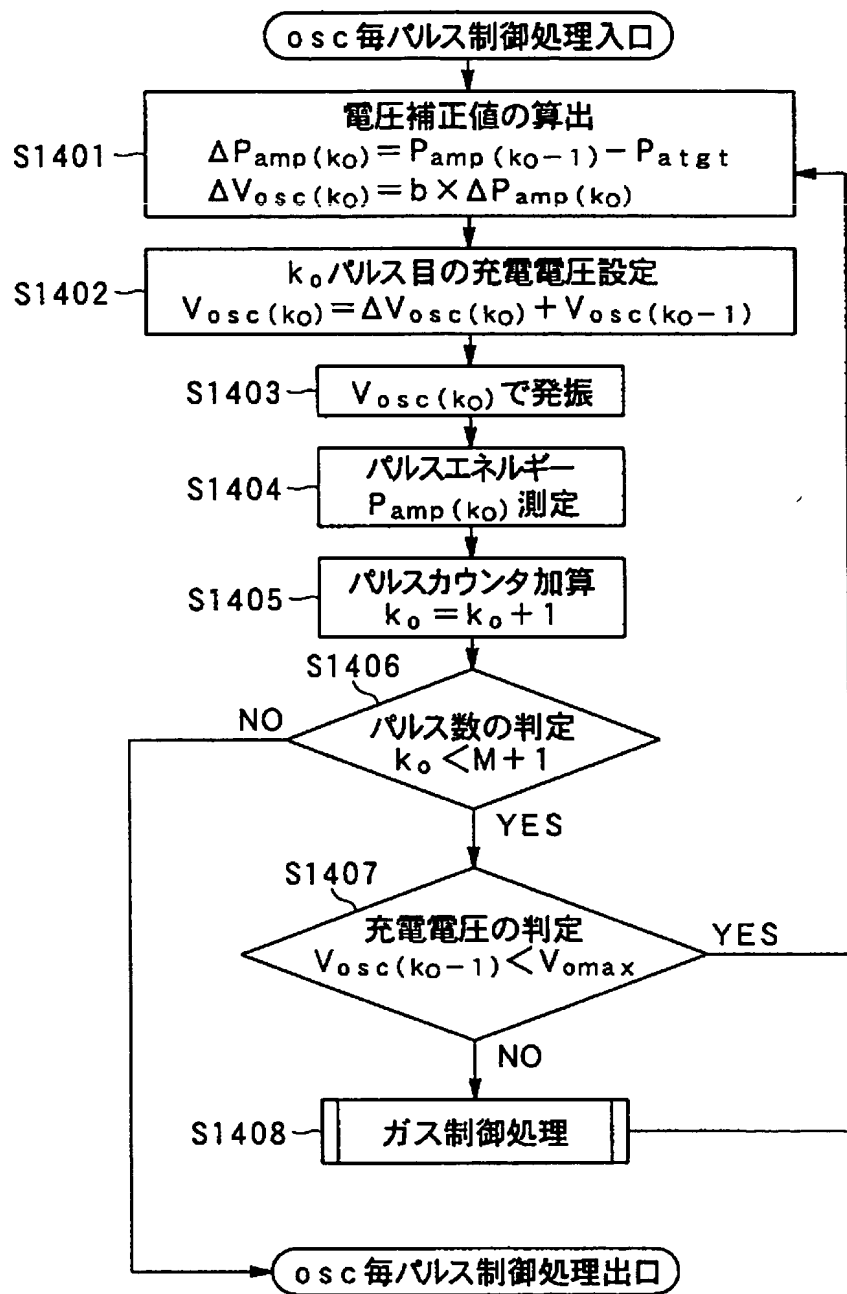 osc毎パルス制御処理入口
電圧補正値の算出
S1401
ΔPamp(ko)=Pamp(ko-1)-Patgt
ΔVosc(ko)=b×ΔPamp(ko)
koパルス目の充電電圧設定
S1402
Vosc(ko)=ΔVosc(ko)+Vosc(ko-1)
S1403
Vosc(ko)で発振
パルスエネルギー
S1404
Pamp(ko)測定
パルスカウンタ加算
S1405
ko=ko+1
S1406
NO
パルス数の判定
ko<M+1
YES
S1407
充電電圧の判定
YES
Vosc(ko-1)<Vomax
NO
S1408
ガス制御処理
osc毎パルス制御処理出口